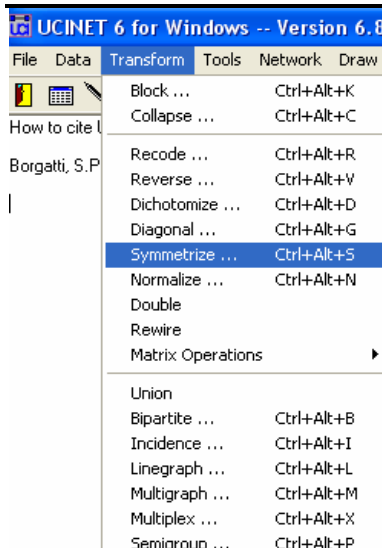 UCINET 6 for Windows -- Version 6.8
File Data Transform Tools Network Draw
Block ... Ctrl+Alt+K
Collapse ... Ctrl+Alt+C
How to cite
Recode ... Ctrl+Alt+R
Borgatti, S.P
Reverse ... Ctrl+Alt+V
Dichotomize ... Ctrl+Alt+D
Diagonal ... Ctrl+Alt+G
Symmetrize ... Ctrl+Alt+S
Normalize ... Ctrl+Alt+N
Double
Rewire
Matrix Operations
Union
Bipartite ... Ctrl+Alt+B
Incidence ... Ctrl+Alt+I
Linegraph ... Ctrl+Alt+L
Multigraph ... Ctrl+Alt+M
Multiplex ... Ctrl+Alt+X
Semigroup ... Ctrl+Alt+P